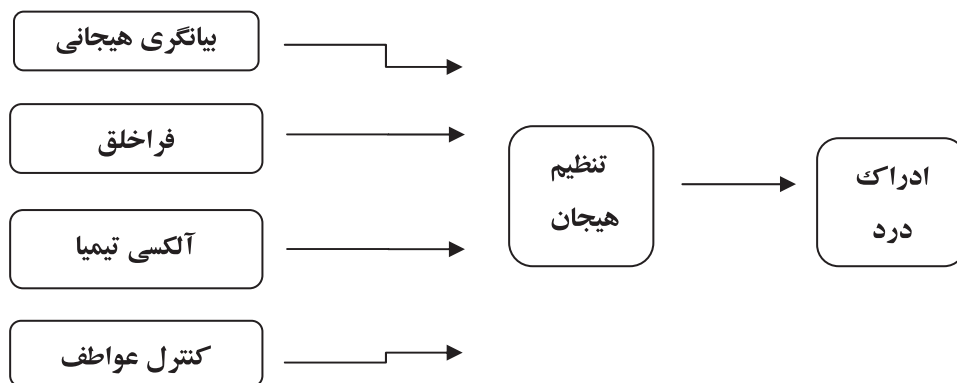 بیانگری هیجانی
فراخلق
آلکسی تیمیا
کنترل عواطف
تنظیم
هیجان
ادراک
درد